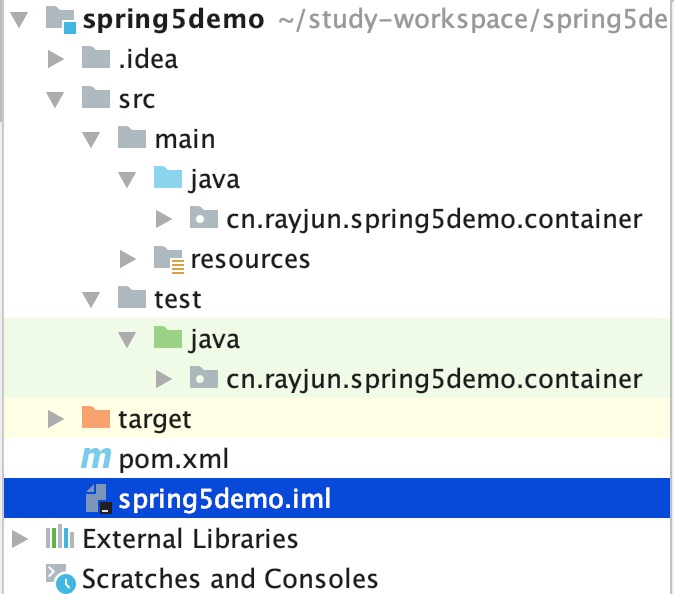 spring5demo ~/study-workspace/spring5de
.idea
src
main
java
cn.rayjun.spring5demo.container
resources
test
java
cn.rayjun.spring5demo.container
target
m pom.xml
spring5demo.iml
External Libraries
Scratches and Consoles